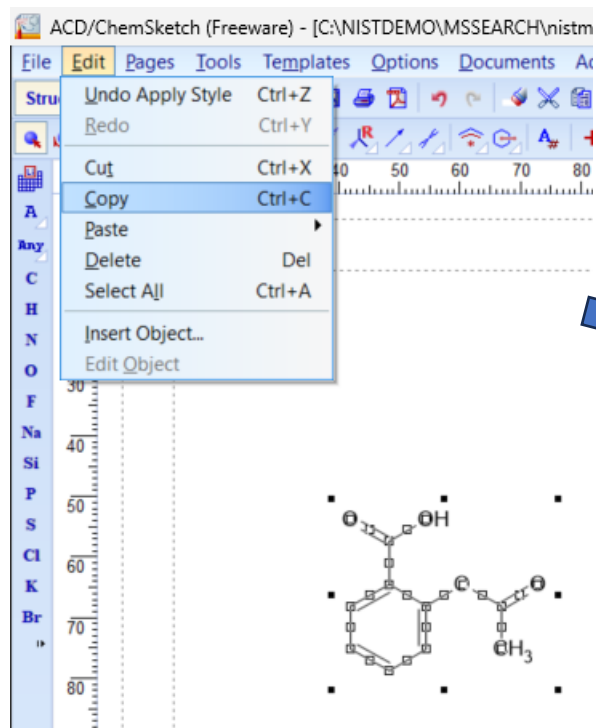 ACD/ChemSketch (Freeware) - [C:\NISTDEMO\MSSEARCH\nistm
File Edit Pages Tools Templates Options Documents
Undo Apply Style Ctrl+Z
Redo Ctrl+Y
Cut Ctrl+X
Copy Ctrl+C
Paste
Delete Del
Select All Ctrl+A
Insert Object...
Edit Object
50 60 70 80
A
Any
C
H
N
O
F
Na
Si
P
S
Cl
K
Br
30
40
50
60
70
80
O OH
O O
CH3